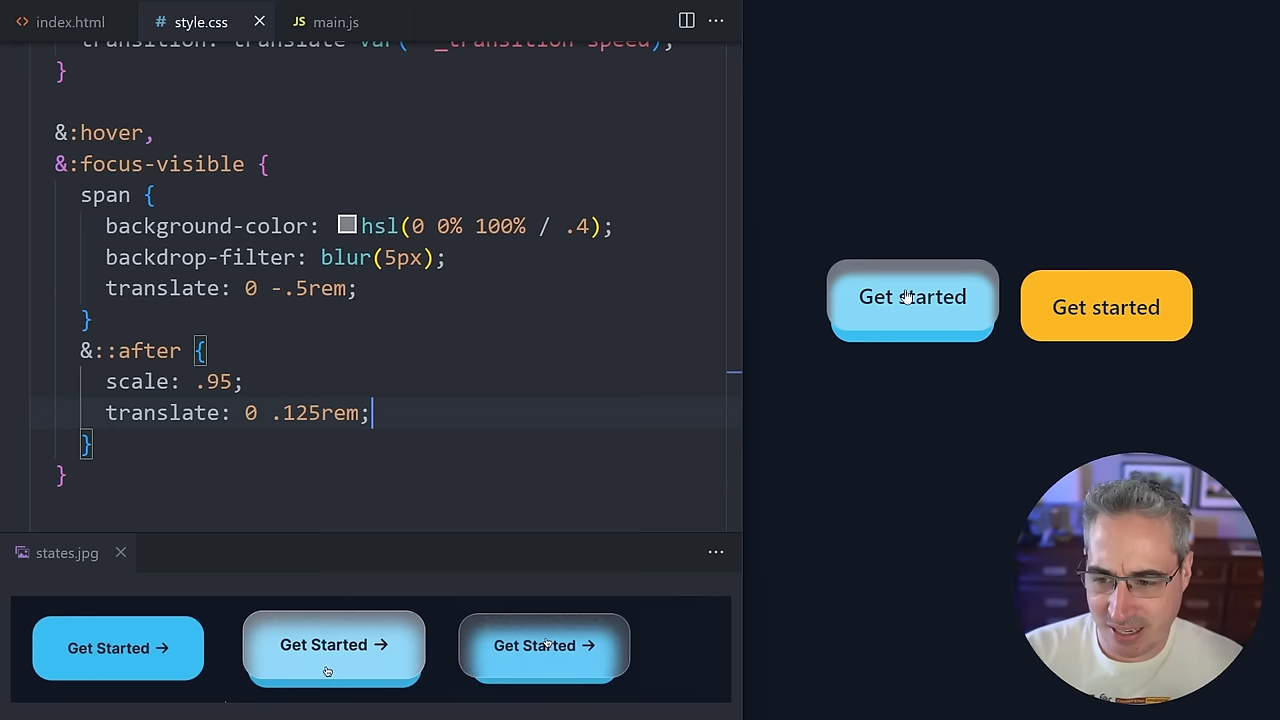 index.html
style.css
main.js
transition: translate var(--_transition-speed);
}
&:hover,
&:focus-visible {
span {
background-color: hsl(0 0% 100% / .4);
backdrop-filter: blur(5px);
translate: 0 -.5rem;
}
&::after {
scale: .95;
translate: 0 .125rem;
}
}
Get started
Get started
states.jpg
Get Started →
Get Started →
Get Started →